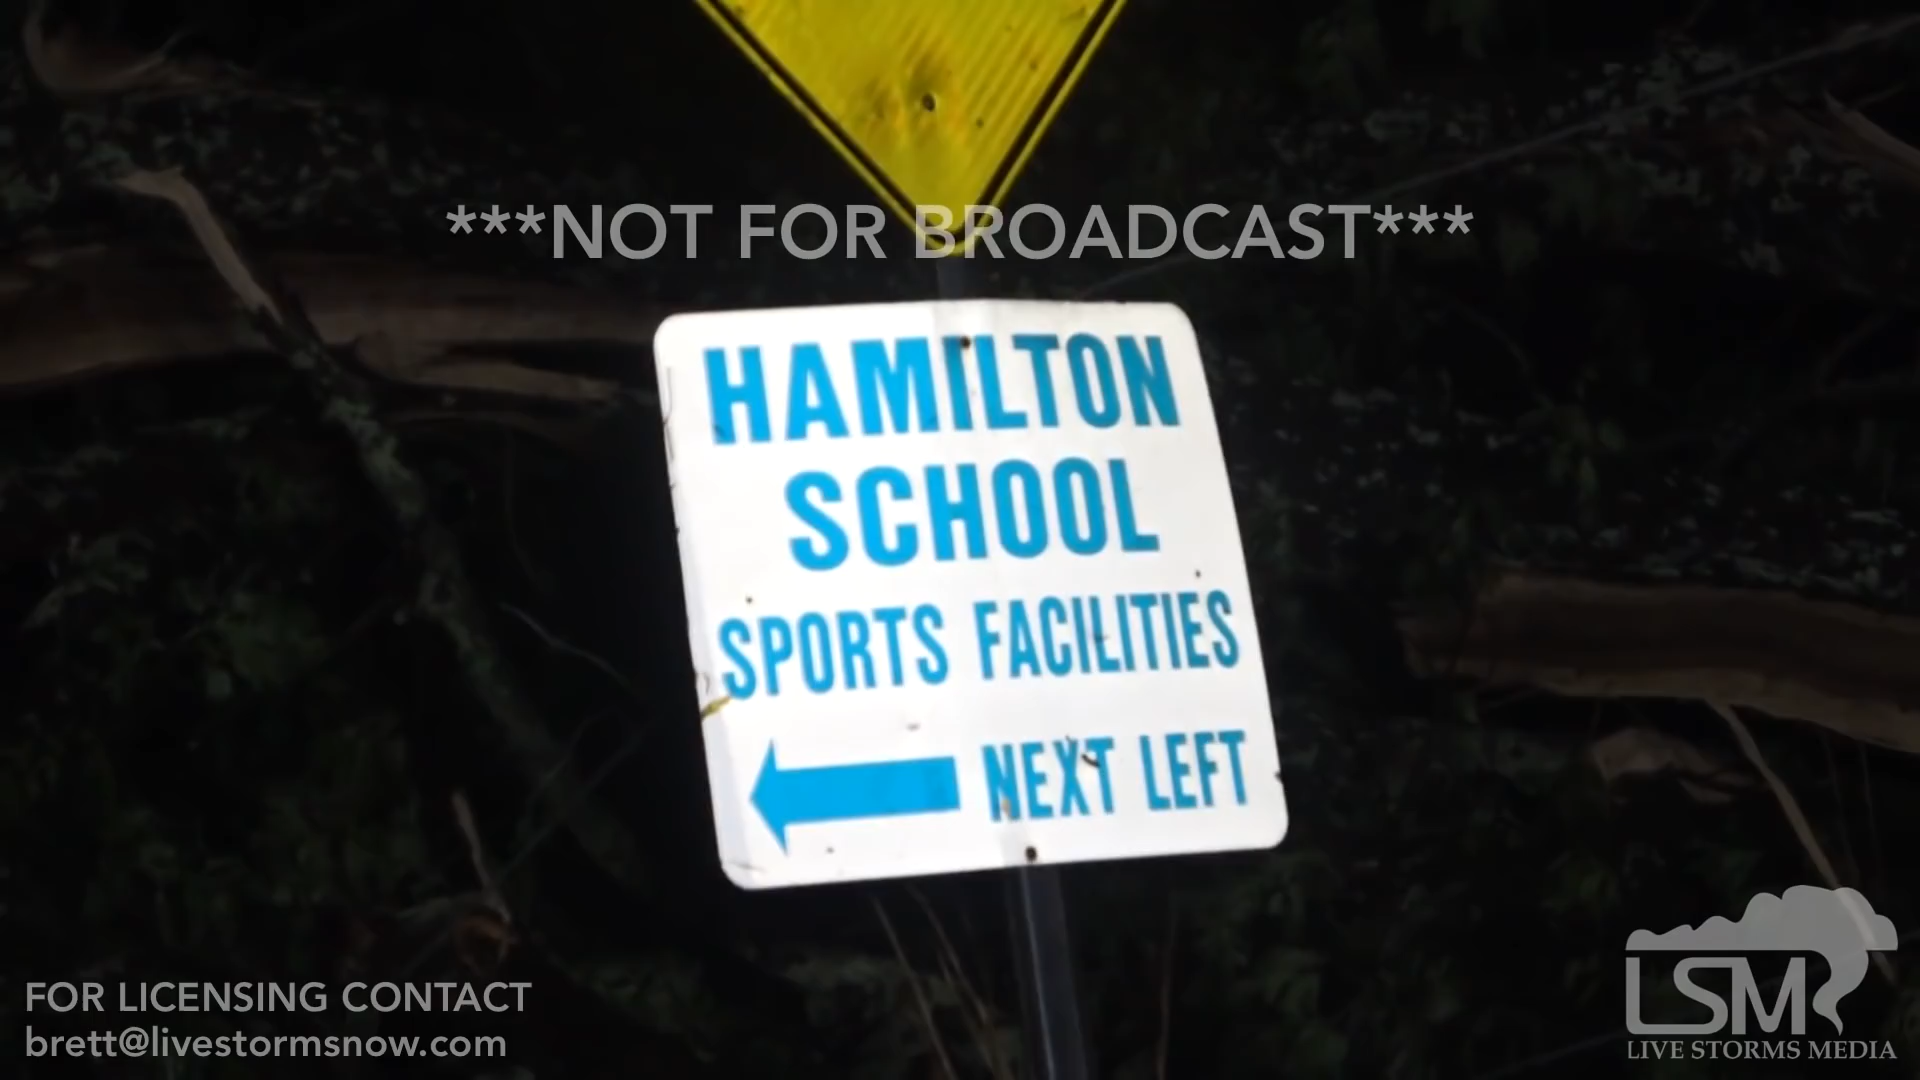 ***NOT FOR BROADCAST***
HAMILTON
SCHOOL
SPORTS FACILITIES
NEXT LEFT
FOR LICENSING CONTACT
brett@livestormsnow.com
LSM
LIVE STORMS MEDIA